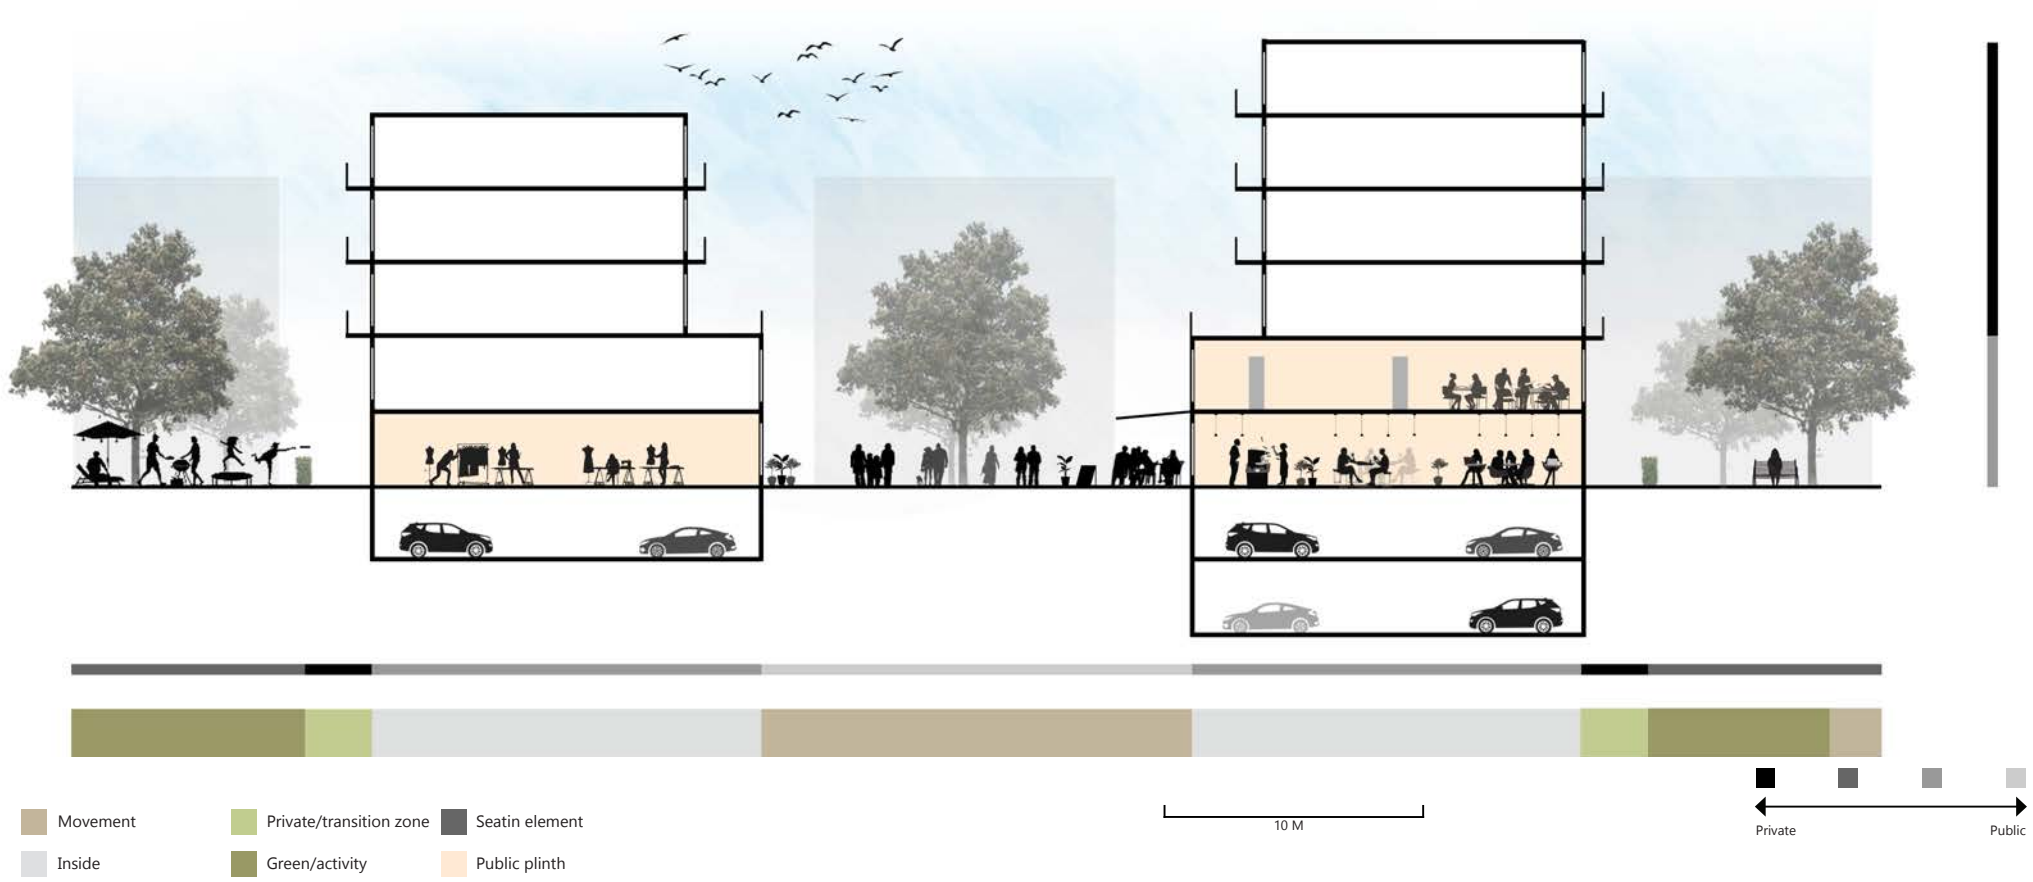 Movement
Private/transition zone
Seatin element
Inside
Green/activity
Public plinth
10 M
Private
Public